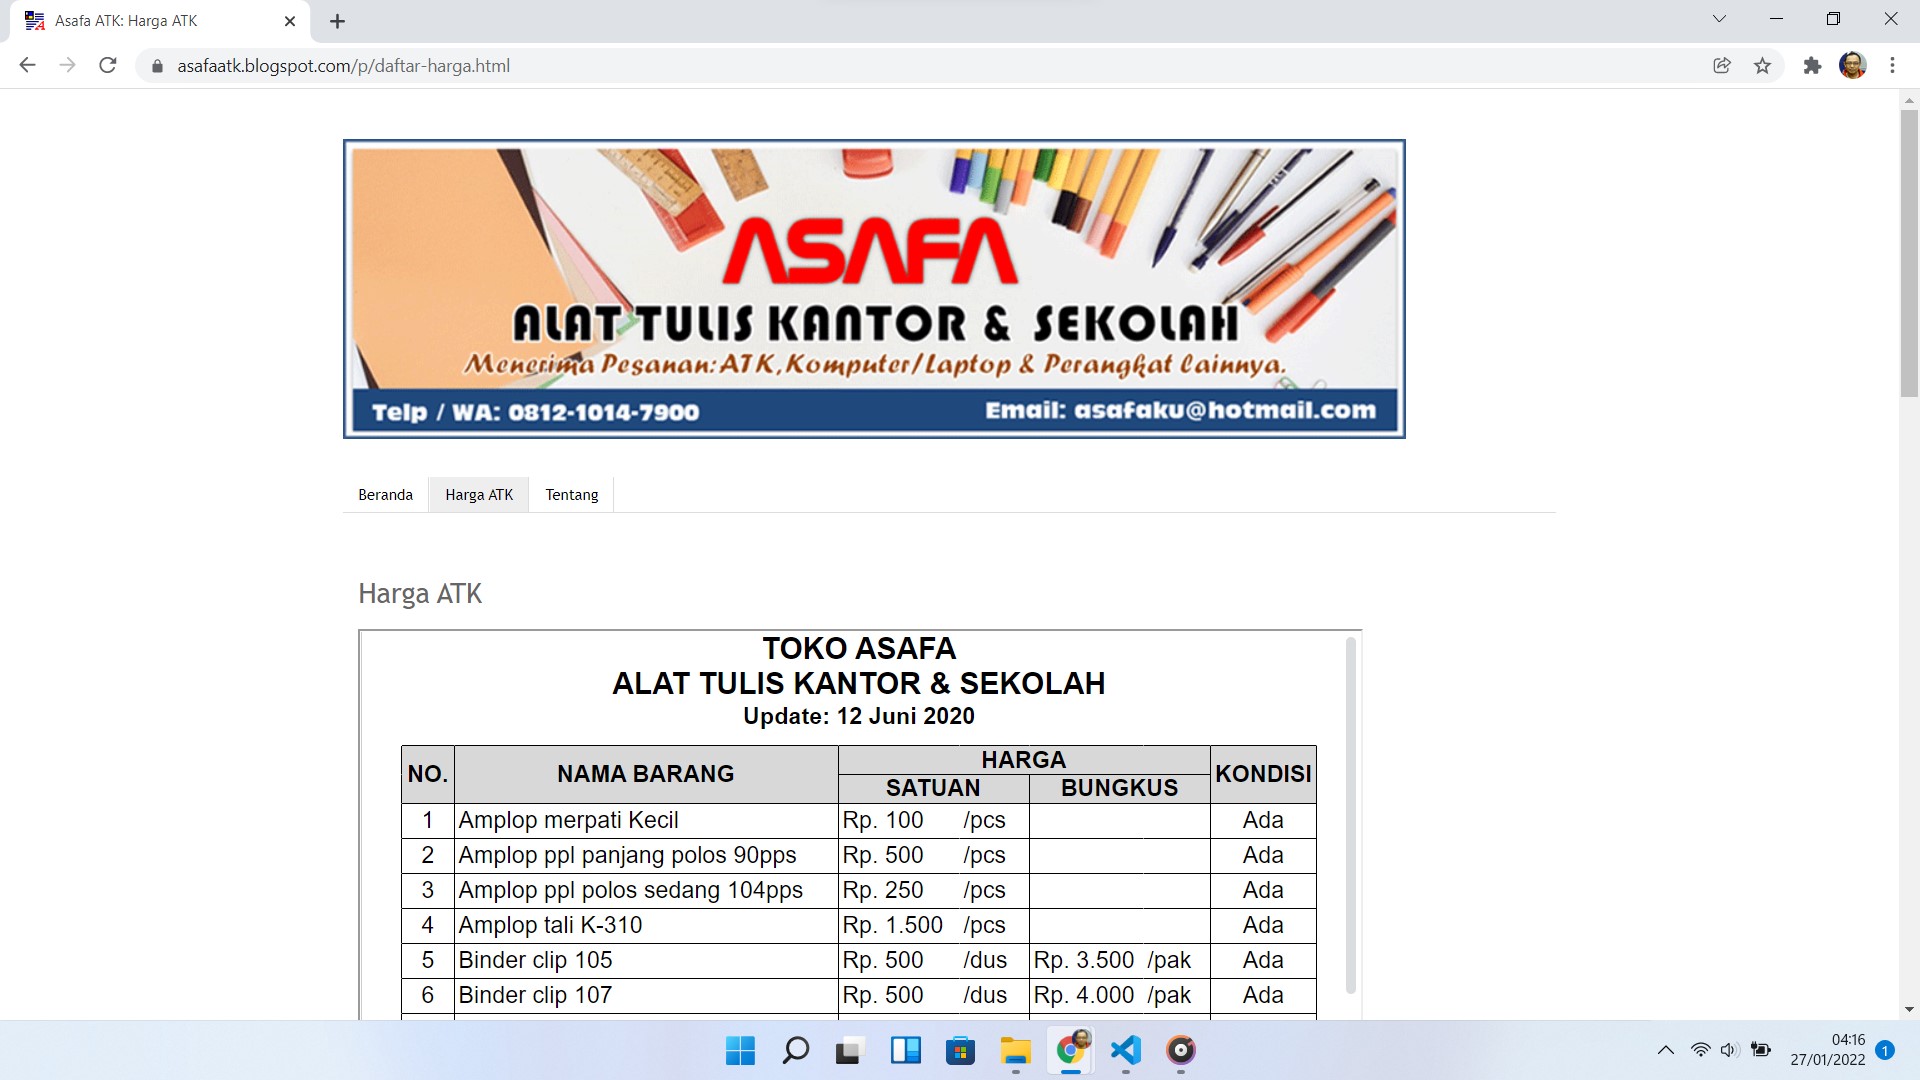 Asafa ATK: Harga ATK
asafaatk.blogspot.com/p/daftar-harga.html
ASAFA
ALAT TULIS KANTOR & SEKOLAH
Menerima Pesanan: ATK, Komputer/Laptop & Perangkat lainnya.
Telp / WA: 0812-1014-7900 Email: asafaku@hotmail.com
Beranda Harga ATK Tentang
Harga ATK
TOKO ASAFA
ALAT TULIS KANTOR & SEKOLAH
Update: 12 Juni 2020
NO. NAMA BARANG HARGA KONDISI
SATUAN BUNGKUS
1 Amplop merpati Kecil Rp. 100 /pcs Ada
2 Amplop ppl panjang polos 90pps Rp. 500 /pcs Ada
3 Amplop ppl polos sedang 104pps Rp. 250 /pcs Ada
4 Amplop tali K-310 Rp. 1.500 /pcs Ada
5 Binder clip 105 Rp. 500 /dus Rp. 3.500 /pak Ada
6 Binder clip 107 Rp. 500 /dus Rp. 4.000 /pak Ada
04:16
27/01/2022
1